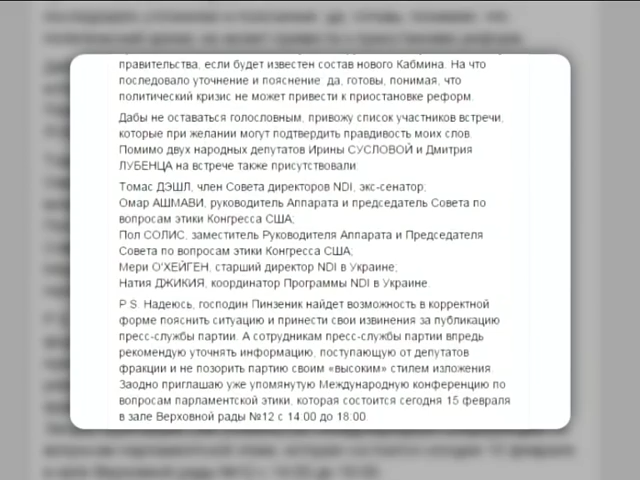 правительства, если будет известен состав нового Кабмина. На что
последовало уточнение и пояснение да, готовы, понимая, что
политический кризис не может привести к приостановке реформ.
Дабы не оставаться голословным, привожу список участников встречи,
которые при желании могут подтвердить правдивость моих слов.
Помимо двух народных депутатов Ирины СУСЛОВОЙ и Дмитрия
ЛУБЕНЦА на встрече также присутствовали:
Томас ДЭШЛ, член Совета директоров NDI, экс-сенатор;
Омар АШМАВИ, руководитель Аппарата и председатель Совета по
вопросам этики Конгресса США;
Пол СОЛИС, заместитель Руководителя Аппарата и Председателя
Совета по вопросам этики Конгресса США;
Мери О'ХЕЙГЕН, старший директор NDI в Украине;
Натия ДЖИКИЯ, координатор Программы NDI в Украине.
P.S. Надеюсь, господин Пинзеник найдет возможность в корректной
форме пояснить ситуацию и принести свои извинения за публикацию
пресс-службы партии. А сотрудникам пресс-службы партии впредь
рекомендую уточнять информацию, поступающую от депутатов
фракции и не позорить партию своим «высоким» стилем изложения.
Заодно приглашаю уже упомянутую Международную конференцию по
вопросам парламентской этики, которая состоится сегодня 15 февраля
в зале Верховной рады №12 с 14.00 до 18.00.